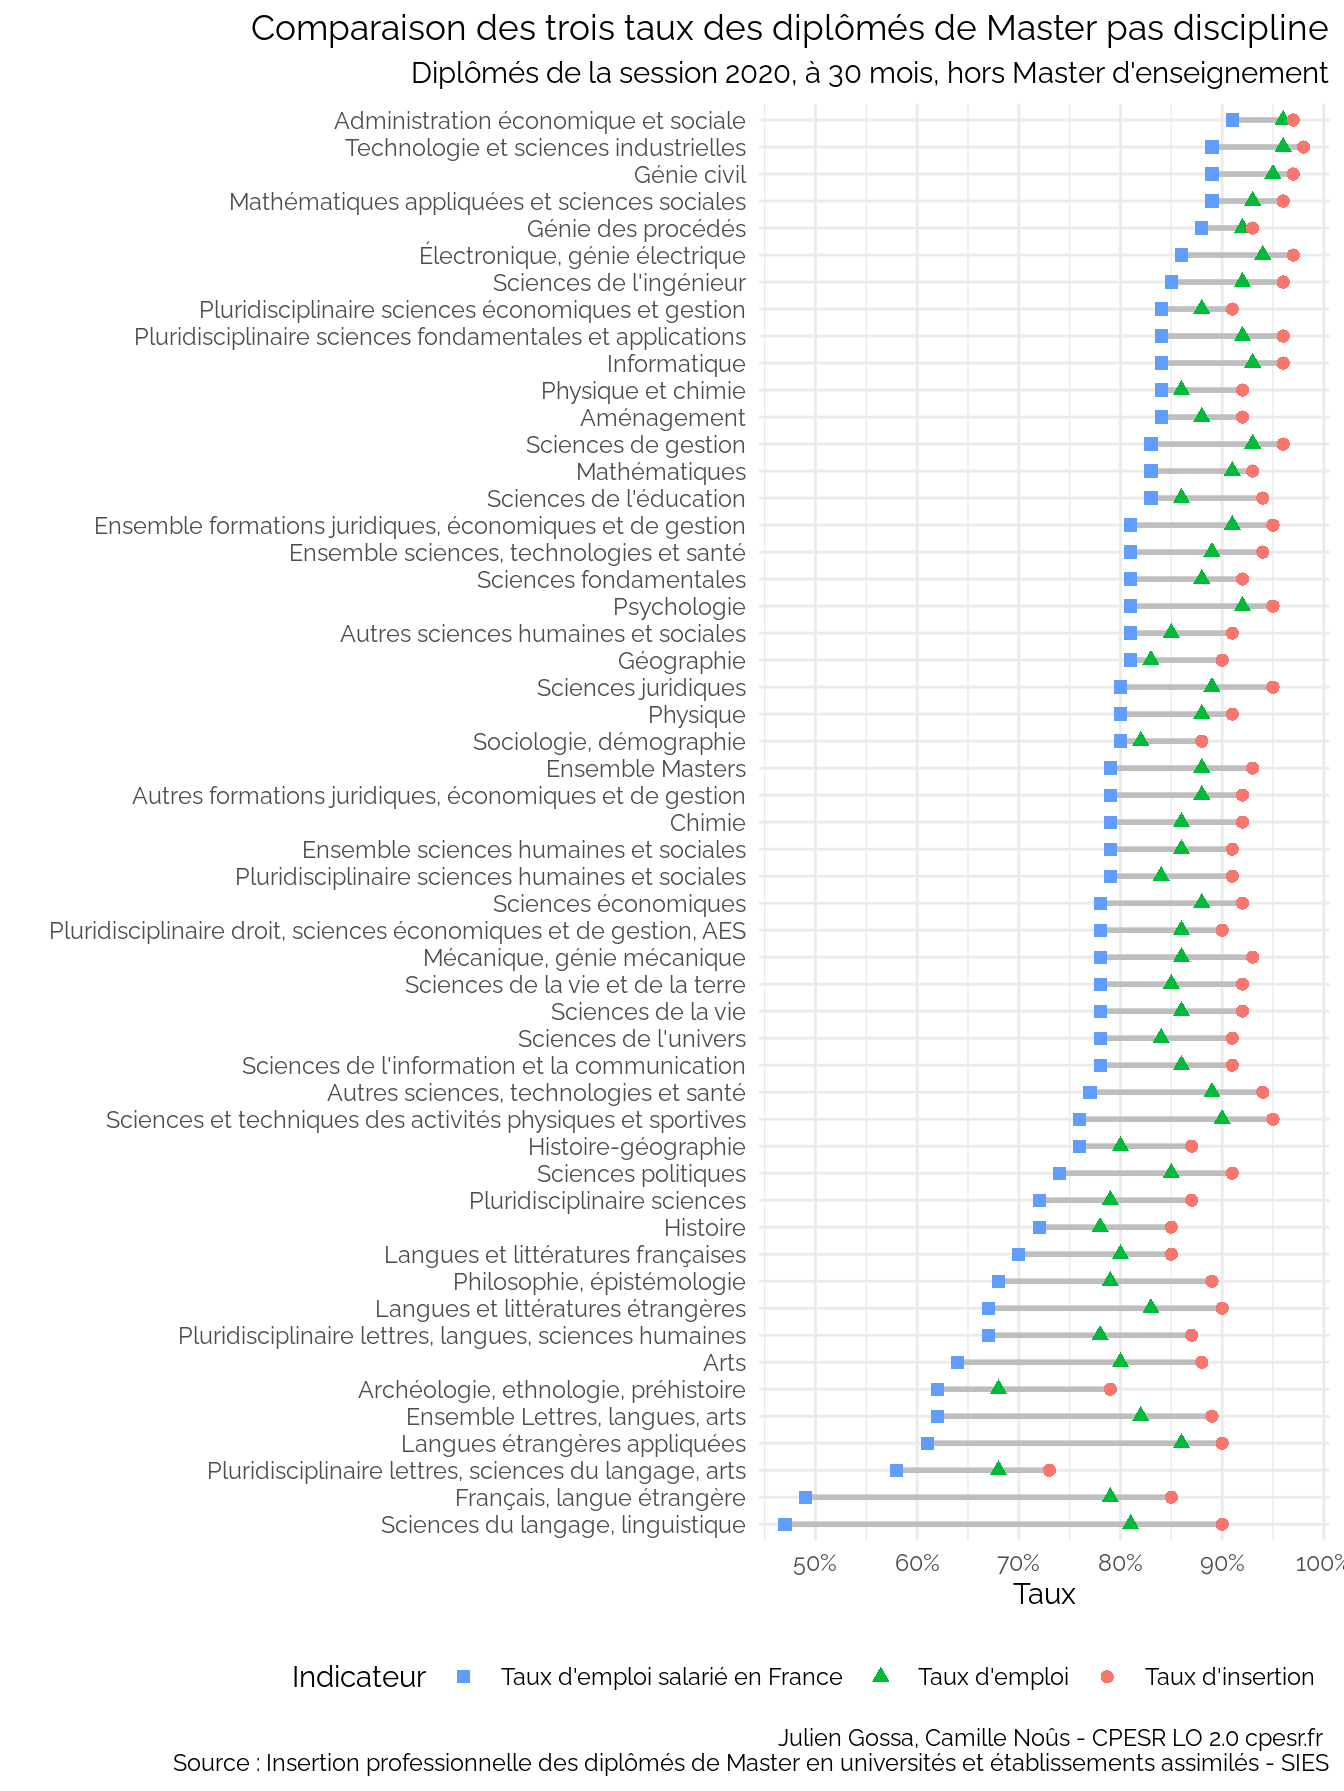 Comparaison des trois taux des diplômés de Master pas discipline
Diplômés de la session 2020, à 30 mois, hors Master d'enseignement
Administration économique et sociale
Technologie et sciences industrielles
Génie civil
Mathématiques appliquées et sciences sociales
Génie des procédés
Électronique, génie électrique
Sciences de l'ingénieur
Pluridisciplinaire sciences économiques et gestion
Pluridisciplinaire sciences fondamentales et applications
Informatique
Physique et chimie
Aménagement
Sciences de gestion
Mathématiques
Sciences de l'éducation
Ensemble formations juridiques, économiques et de gestion
Ensemble sciences, technologies et santé
Sciences fondamentales
Psychologie
Autres sciences humaines et sociales
Géographie
Sciences juridiques
Physique
Sociologie, démographie
Ensemble Masters
Autres formations juridiques, économiques et de gestion
Chimie
Ensemble sciences humaines et sociales
Pluridisciplinaire sciences humaines et sociales
Sciences économiques
Pluridisciplinaire droit, sciences économiques et de gestion, AES
Mécanique, génie mécanique
Sciences de la vie et de la terre
Sciences de la vie
Sciences de l'univers
Sciences de l'information et la communication
Autres sciences, technologies et santé
Sciences et techniques des activités physiques et sportives
Histoire-géographie
Sciences politiques
Pluridisciplinaire sciences
Histoire
Langues et littératures françaises
Philosophie, épistémologie
Langues et littératures étrangères
Pluridisciplinaire lettres, langues, sciences humaines
Arts
Archéologie, ethnologie, préhistoire
Ensemble Lettres, langues, arts
Langues étrangères appliquées
Pluridisciplinaire lettres, sciences du langage, arts
Français, langue étrangère
Sciences du langage, linguistique
50% 60% 70% 80% 90% 100%
Taux
Indicateur Taux d'emploi salarié en France Taux d'emploi Taux d'insertion
Julien Gossa, Camille Noûs - CPESR LO 2.0 cpesr.fr
Source : Insertion professionnelle des diplômés de Master en universités et établissements assimilés - SIES